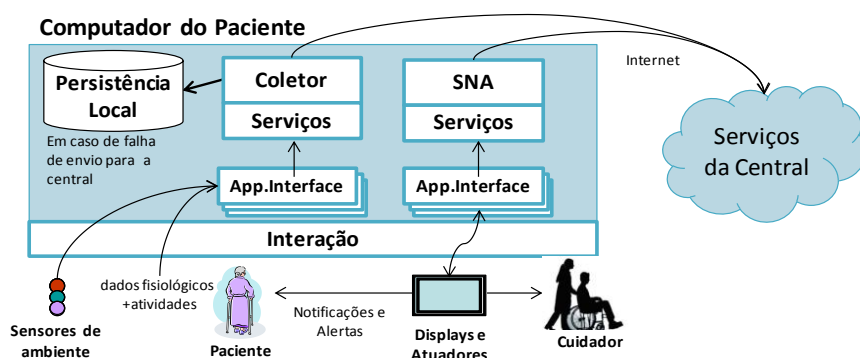 Computador do Paciente
Persistência
Local
Em caso de falha
de envio para a
central
Coletor
Serviços
App.Interface
SNA
Serviços
App.Interface
Internet
Serviços
da Central
Interação
dados fisiológicos
+atividades
Sensores de
ambiente
Paciente
Notificações e
Alertas
Displays e
Atuadores
Cuidador